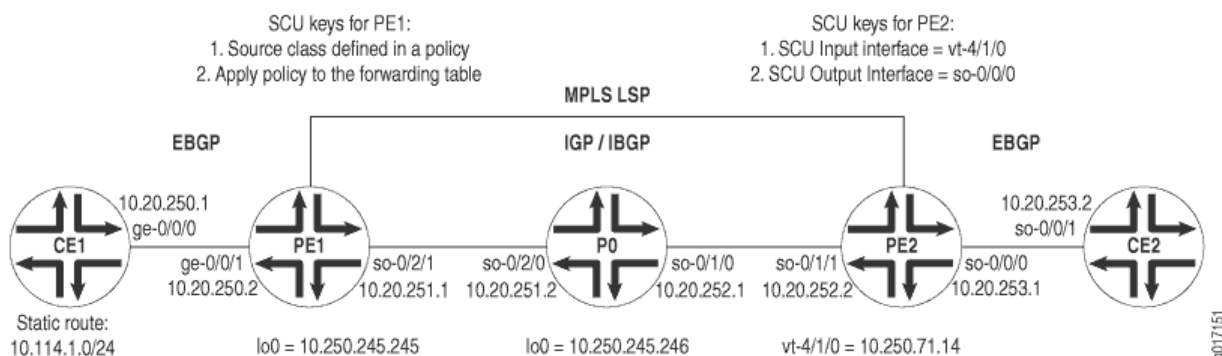 SCU keys for PE1:
1. Source class defined in a policy
2. Apply policy to the forwarding table
SCU keys for PE2:
1. SCU Input interface = vt-4/1/0
2. SCU Output Interface = so-0/0/0
MPLS LSP
EBGP
IGP / IBGP
EBGP
10.20.250.1
ge-0/0/0
10.20.253.2
so-0/0/1
CE1
PE1
P0
PE2
CE2
ge-0/0/1
10.20.250.2
so-0/2/1
10.20.251.1
so-0/2/0
10.20.251.2
so-0/1/0
10.20.252.1
so-0/1/1
10.20.252.2
so-0/0/0
10.20.253.1
Static route:
10.114.1.0/24
lo0 = 10.250.245.245
lo0 = 10.250.245.246
vt-4/1/0 = 10.250.71.14
g017151